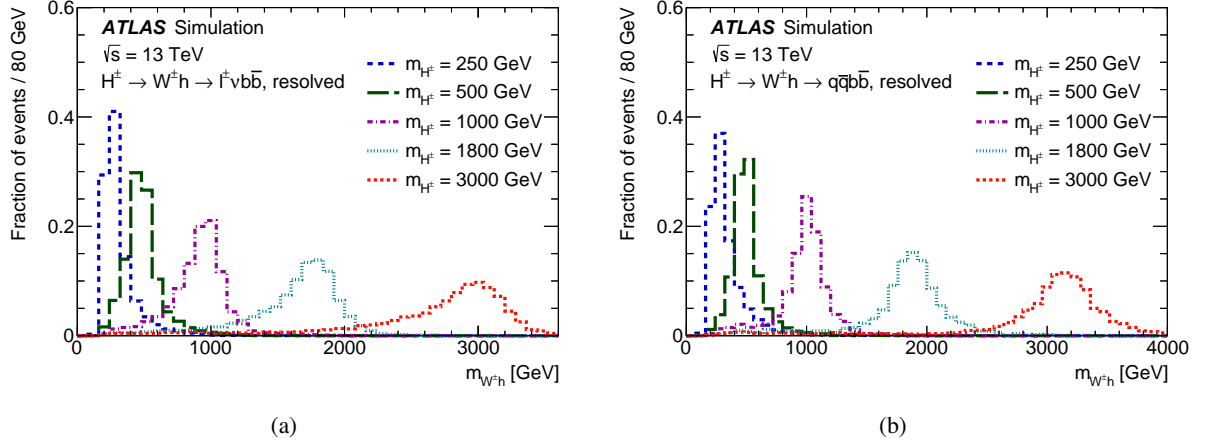 Fraction of events / 80 GeV
0.6
0.4
0.2
0
ATLAS Simulation
√s = 13 TeV
H± → W±h → l±νbb̄, resolved
m_H± = 250 GeV
m_H± = 500 GeV
m_H± = 1000 GeV
m_H± = 1800 GeV
m_H± = 3000 GeV
0 1000 2000 3000
m_W±h [GeV]
(a)
Fraction of events / 80 GeV
0.6
0.4
0.2
0
ATLAS Simulation
√s = 13 TeV
H± → W±h → qq̄bb̄, resolved
m_H± = 250 GeV
m_H± = 500 GeV
m_H± = 1000 GeV
m_H± = 1800 GeV
m_H± = 3000 GeV
0 1000 2000 3000 4000
m_W±h [GeV]
(b)